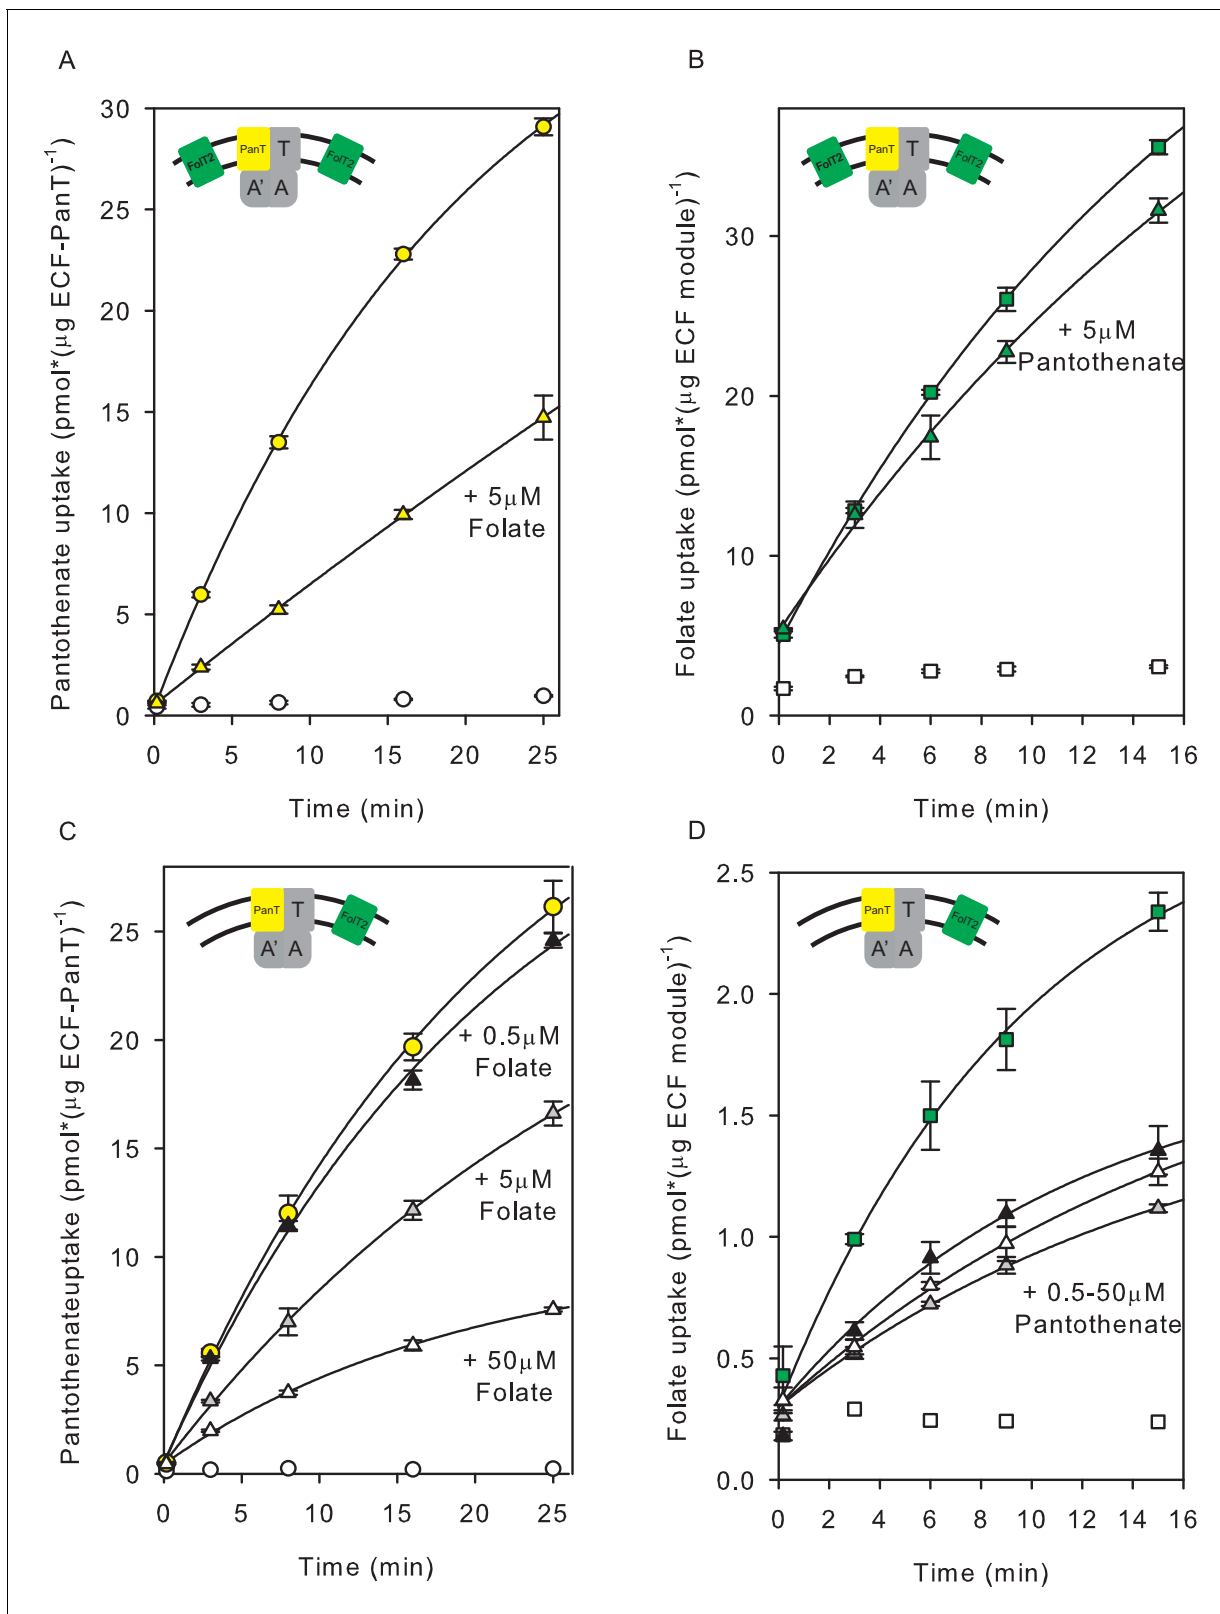 A
Pantothenate uptake (pmol*(μg ECF-PanT)-1
30
25
20
15
10
5
0
FolT2
PanT
T
FolT2
A'
A
+ 5μM
Folate
0
5
10
15
20
25
Time (min)
B
Folate uptake (pmol*(μg ECF module)-1
30
20
10
0
FolT2
PanT
T
FolT2
A'
A
+ 5μM
Pantothenate
0 2 4 6 8 10 12 14 16
Time (min)
C
Pantothenateuptake (pmol*(μg ECF-PanT)-1
25
20
15
10
5
0
PanT
T
FolT2
A'
A
+ 0.5μM
Folate
+ 5μM
Folate
+ 50μM
Folate
0 5 10 15 20 25
Time (min)
D
Folate uptake (pmol*(μg ECF module)-1
2.5
2.0
1.5
1.0
0.5
0.0
PanT
T
FolT2
A'
A
+ 0.5-50μM
Pantothenate
0 2 4 6 8 10 12 14 16
Time (min)